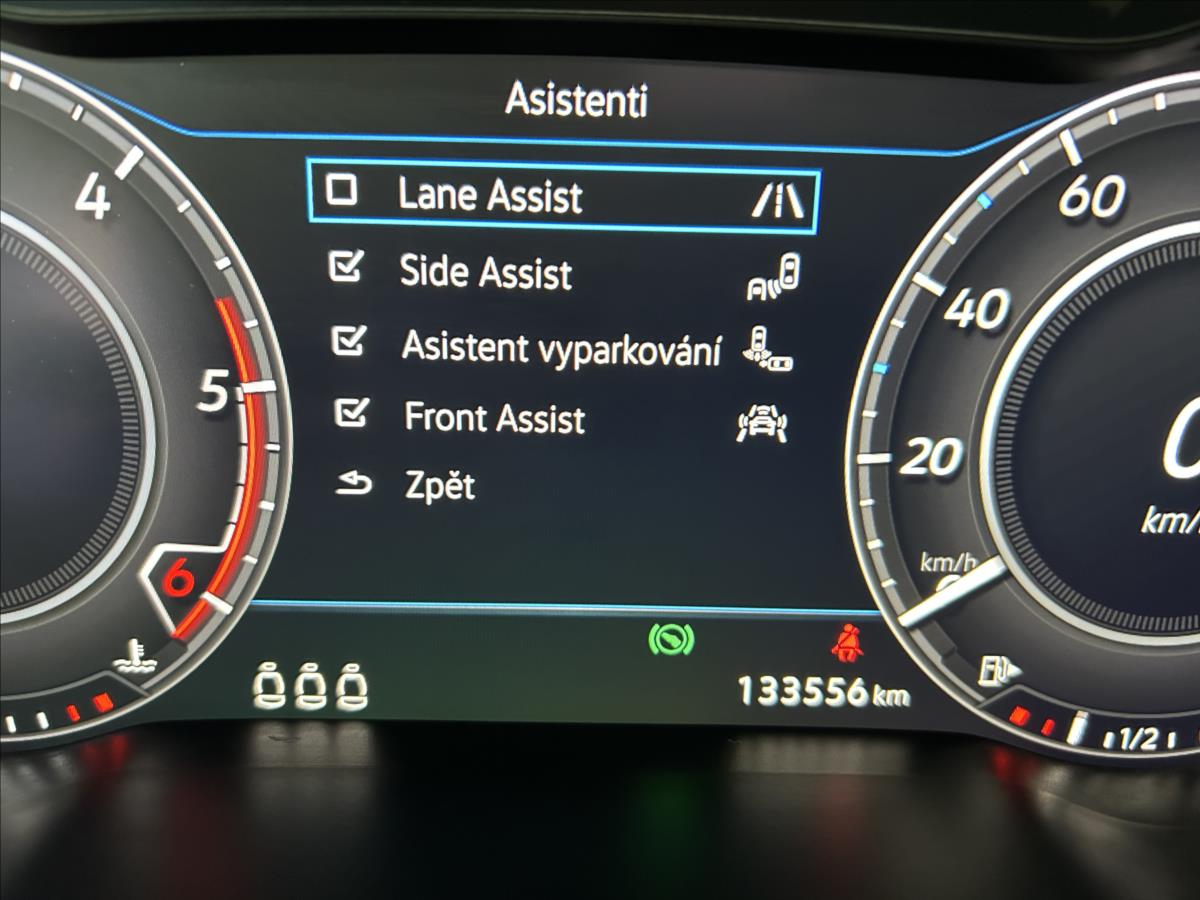 Asistenti
Lane Assist
Side Assist
Asistent vyparkování
Front Assist
Zpět
4
5
6
60
40
20
km/h
0
km/
133556 km
1/2